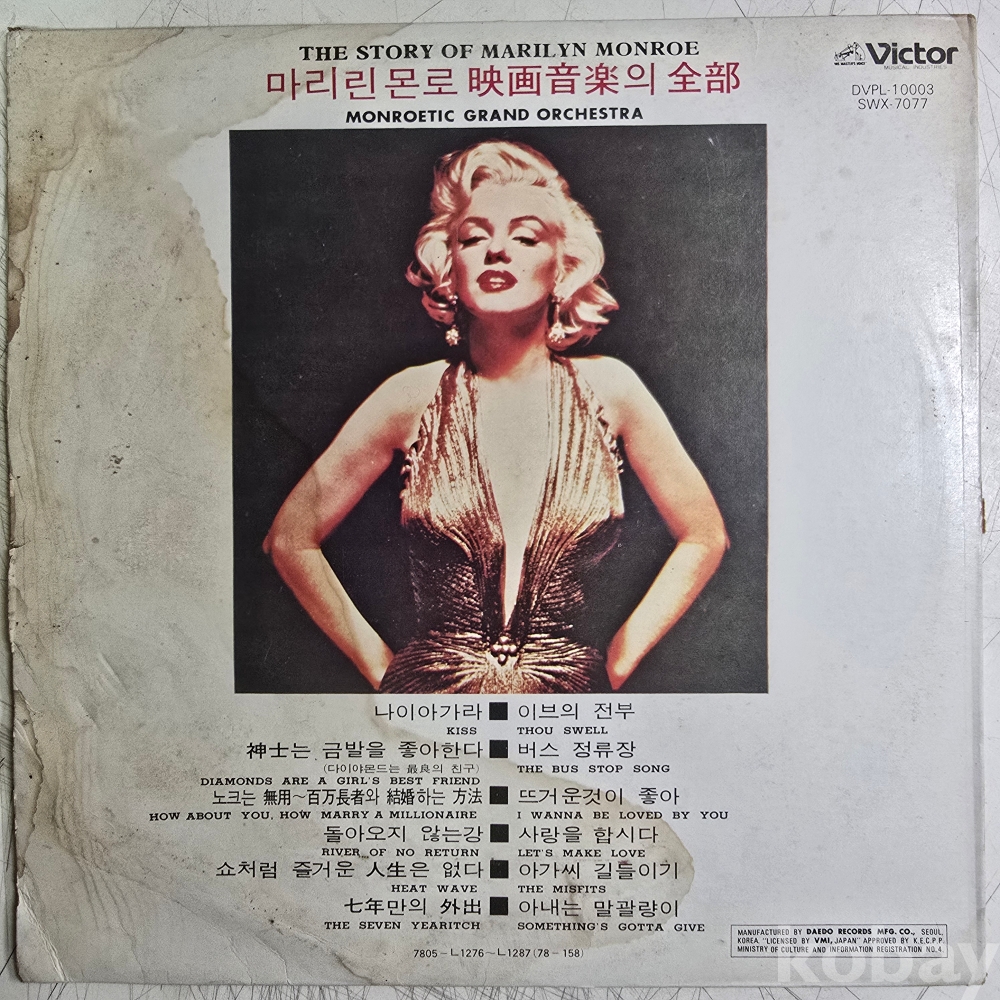 THE STORY OF MARILYN MONROE
마리린 몬로 映画音楽의 全部
MONROETIC GRAND ORCHESTRA
HIS MASTER'S VOICE
Victor
MUSICAL INDUSTRIES
DVPL-10003
SWX-7077
나이아가라 ■ 이브의 전부
KISS THOU SWELL
神士는 금발을 좋아한다 ■ 버스 정류장
(다이야몬드는 最良의 친구) THE BUS STOP SONG
DIAMONDS ARE A GIRL'S BEST FRIEND
노크는 無用~百万長者와 結婚하는 方法 ■ 뜨거운것이 좋아
HOW ABOUT YOU, HOW MARRY A MILLIONAIRE I WANNA BE LOVED BY YOU
돌아오지 않는강 ■ 사랑을 합시다
RIVER OF NO RETURN LET'S MAKE LOVE
쇼처럼 즐거운 人生은 없다 ■ 아가씨 길들이기
HEAT WAVE THE MISFITS
七年만의 外出 ■ 아내는 말괄량이
THE SEVEN YEARITCH SOMETHING'S GOTTA GIVE
7805-L1276-L1287(78-158)
MANUFACTURED BY DAEDO RECORDS MFG. CO., SEOUL,
KOREA, "LICENSED BY VMI, JAPAN" APPROVED BY K.E.C.P.P.
MINISTRY OF CULTURE AND INFORMATION REGISTRATION NO.4.
kobay